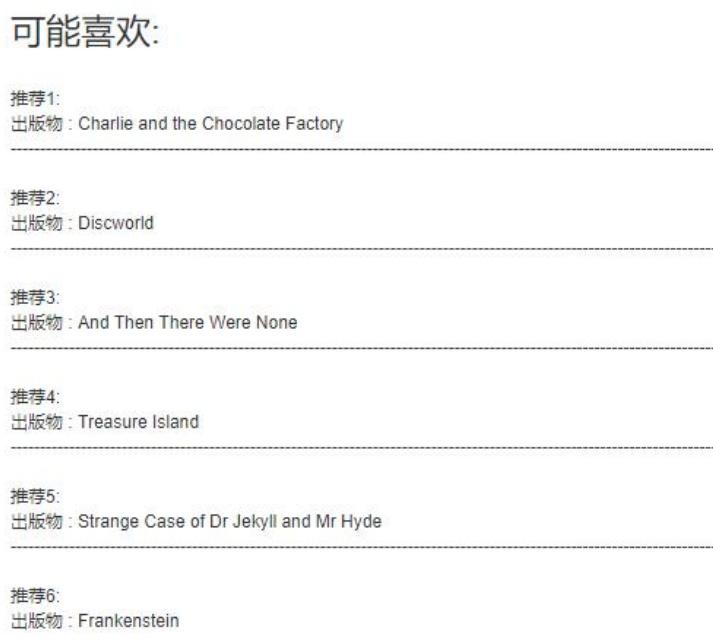 可能喜欢:
推荐1:
出版物 : Charlie and the Chocolate Factory
推荐2:
出版物 : Discworld
推荐3:
出版物 : And Then There Were None
推荐4:
出版物 : Treasure Island
推荐5:
出版物 : Strange Case of Dr Jekyll and Mr Hyde
推荐6:
出版物 : Frankenstein